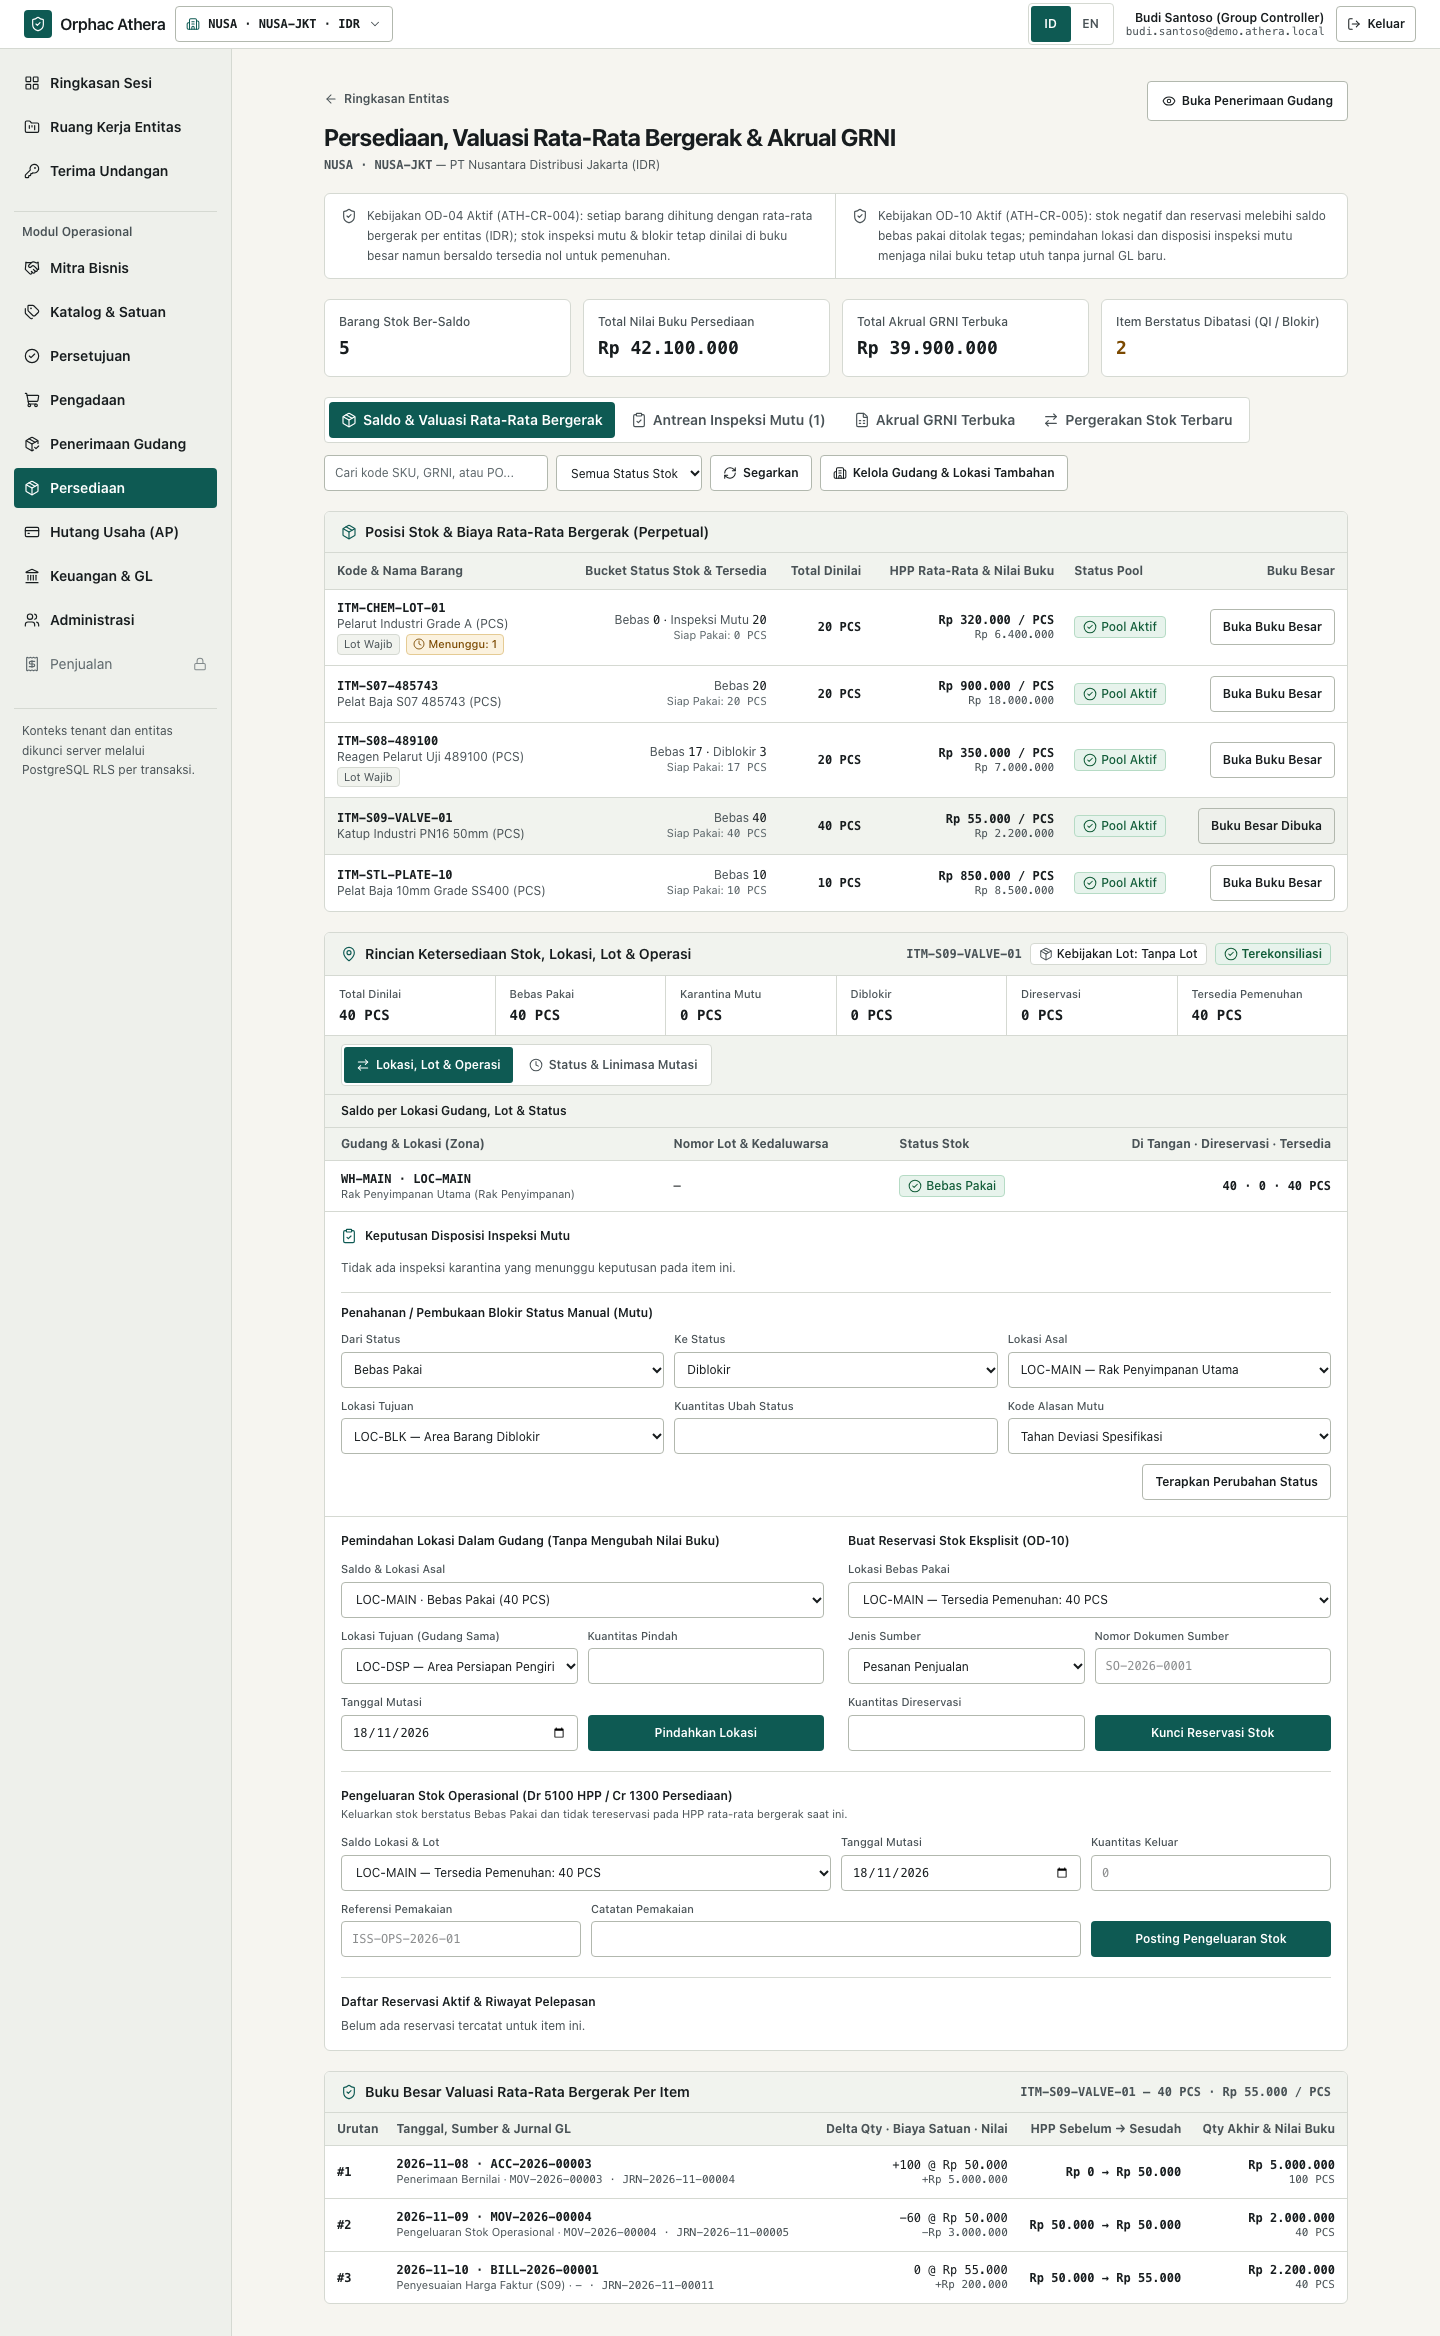 Orphac Athera
NUSA · NUSA-JKT · IDR
ID
EN
Budi Santoso (Group Controller)
budi.santoso@demo.athera.local
Keluar
Ringkasan Sesi
Ruang Kerja Entitas
Terima Undangan
Modul Operasional
Mitra Bisnis
Katalog & Satuan
Persetujuan
Pengadaan
Penerimaan Gudang
Persediaan
Hutang Usaha (AP)
Keuangan & GL
Administrasi
Penjualan
Konteks tenant dan entitas
dikunci server melalui
PostgreSQL RLS per transaksi.
Ringkasan Entitas
Buka Penerimaan Gudang
Persediaan, Valuasi Rata-Rata Bergerak & Akrual GRNI
NUSA · NUSA-JKT — PT Nusantara Distribusi Jakarta (IDR)
Kebijakan OD-04 Aktif (ATH-CR-004): setiap barang dihitung dengan rata-rata
bergerak per entitas (IDR); stok inspeksi mutu & blokir tetap dinilai di buku
besar namun bersaldo tersedia nol untuk pemenuhan.
Kebijakan OD-10 Aktif (ATH-CR-005): stok negatif dan reservasi melebihi saldo
bebas pakai ditolak tegas; pemindahan lokasi dan disposisi inspeksi mutu
menjaga nilai buku tetap utuh tanpa jurnal GL baru.
Barang Stok Ber-Saldo
5
Total Nilai Buku Persediaan
Rp 42.100.000
Total Akrual GRNI Terbuka
Rp 39.900.000
Item Berstatus Dibatasi (QI / Blokir)
2
Saldo & Valuasi Rata-Rata Bergerak
Antrean Inspeksi Mutu (1)
Akrual GRNI Terbuka
Pergerakan Stok Terbaru
Cari kode SKU, GRNI, atau PO...
Semua Status Stok
Segarkan
Kelola Gudang & Lokasi Tambahan
Posisi Stok & Biaya Rata-Rata Bergerak (Perpetual)
Kode & Nama Barang
Bucket Status Stok & Tersedia
Total Dinilai
HPP Rata-Rata & Nilai Buku
Status Pool
Buku Besar
ITM-CHEM-LOT-01
Pelarut Industri Grade A (PCS)
Lot Wajib
Menunggu: 1
Bebas 0 · Inspeksi Mutu 20
Siap Pakai: 0 PCS
20 PCS
Rp 320.000 / PCS
Rp 6.400.000
Pool Aktif
Buka Buku Besar
ITM-S07-485743
Pelat Baja S07 485743 (PCS)
Bebas 20
Siap Pakai: 20 PCS
20 PCS
Rp 900.000 / PCS
Rp 18.000.000
Pool Aktif
Buka Buku Besar
ITM-S08-489100
Reagen Pelarut Uji 489100 (PCS)
Lot Wajib
Bebas 17 · Diblokir 3
Siap Pakai: 17 PCS
20 PCS
Rp 350.000 / PCS
Rp 7.000.000
Pool Aktif
Buka Buku Besar
ITM-S09-VALVE-01
Katup Industri PN16 50mm (PCS)
Bebas 40
Siap Pakai: 40 PCS
40 PCS
Rp 55.000 / PCS
Rp 2.200.000
Pool Aktif
Buku Besar Dibuka
ITM-STL-PLATE-10
Pelat Baja 10mm Grade SS400 (PCS)
Bebas 10
Siap Pakai: 10 PCS
10 PCS
Rp 850.000 / PCS
Rp 8.500.000
Pool Aktif
Buka Buku Besar
Rincian Ketersediaan Stok, Lokasi, Lot & Operasi
ITM-S09-VALVE-01
Kebijakan Lot: Tanpa Lot
Terekonsiliasi
Total Dinilai
40 PCS
Bebas Pakai
40 PCS
Karantina Mutu
0 PCS
Diblokir
0 PCS
Direservasi
0 PCS
Tersedia Pemenuhan
40 PCS
Lokasi, Lot & Operasi
Status & Linimasa Mutasi
Saldo per Lokasi Gudang, Lot & Status
Gudang & Lokasi (Zona)
Nomor Lot & Kedaluwarsa
Status Stok
Di Tangan · Direservasi · Tersedia
WH-MAIN · LOC-MAIN
Rak Penyimpanan Utama (Rak Penyimpanan)
—
Bebas Pakai
40 · 0 · 40 PCS
Keputusan Disposisi Inspeksi Mutu
Tidak ada inspeksi karantina yang menunggu keputusan pada item ini.
Penahanan / Pembukaan Blokir Status Manual (Mutu)
Dari Status
Ke Status
Lokasi Asal
Bebas Pakai
Diblokir
LOC-MAIN — Rak Penyimpanan Utama
Lokasi Tujuan
Kuantitas Ubah Status
Kode Alasan Mutu
LOC-BLK — Area Barang Diblokir
Tahan Deviasi Spesifikasi
Terapkan Perubahan Status
Pemindahan Lokasi Dalam Gudang (Tanpa Mengubah Nilai Buku)
Saldo & Lokasi Asal
LOC-MAIN · Bebas Pakai (40 PCS)
Lokasi Tujuan (Gudang Sama)
Kuantitas Pindah
LOC-DSP — Area Persiapan Pengiri
Tanggal Mutasi
18/11/2026
Pindahkan Lokasi
Buat Reservasi Stok Eksplisit (OD-10)
Lokasi Bebas Pakai
LOC-MAIN — Tersedia Pemenuhan: 40 PCS
Jenis Sumber
Nomor Dokumen Sumber
Pesanan Penjualan
SO-2026-0001
Kuantitas Direservasi
Kunci Reservasi Stok
Pengeluaran Stok Operasional (Dr 5100 HPP / Cr 1300 Persediaan)
Keluarkan stok berstatus Bebas Pakai dan tidak tereservasi pada HPP rata-rata bergerak saat ini.
Saldo Lokasi & Lot
Tanggal Mutasi
Kuantitas Keluar
LOC-MAIN — Tersedia Pemenuhan: 40 PCS
18/11/2026
0
Referensi Pemakaian
Catatan Pemakaian
ISS-OPS-2026-01
Posting Pengeluaran Stok
Daftar Reservasi Aktif & Riwayat Pelepasan
Belum ada reservasi tercatat untuk item ini.
Buku Besar Valuasi Rata-Rata Bergerak Per Item
ITM-S09-VALVE-01 — 40 PCS · Rp 55.000 / PCS
Urutan
Tanggal, Sumber & Jurnal GL
Delta Qty · Biaya Satuan · Nilai
HPP Sebelum → Sesudah
Qty Akhir & Nilai Buku
#1
2026-11-08 · ACC-2026-00003
Penerimaan Bernilai · MOV-2026-00003 · JRN-2026-11-00004
+100 @ Rp 50.000
+Rp 5.000.000
Rp 0 → Rp 50.000
Rp 5.000.000
100 PCS
#2
2026-11-09 · MOV-2026-00004
Pengeluaran Stok Operasional · MOV-2026-00004 · JRN-2026-11-00005
-60 @ Rp 50.000
-Rp 3.000.000
Rp 50.000 → Rp 50.000
Rp 2.000.000
40 PCS
#3
2026-11-10 · BILL-2026-00001
Penyesuaian Harga Faktur (S09) · — · JRN-2026-11-00011
0 @ Rp 55.000
+Rp 200.000
Rp 50.000 → Rp 55.000
Rp 2.200.000
40 PCS